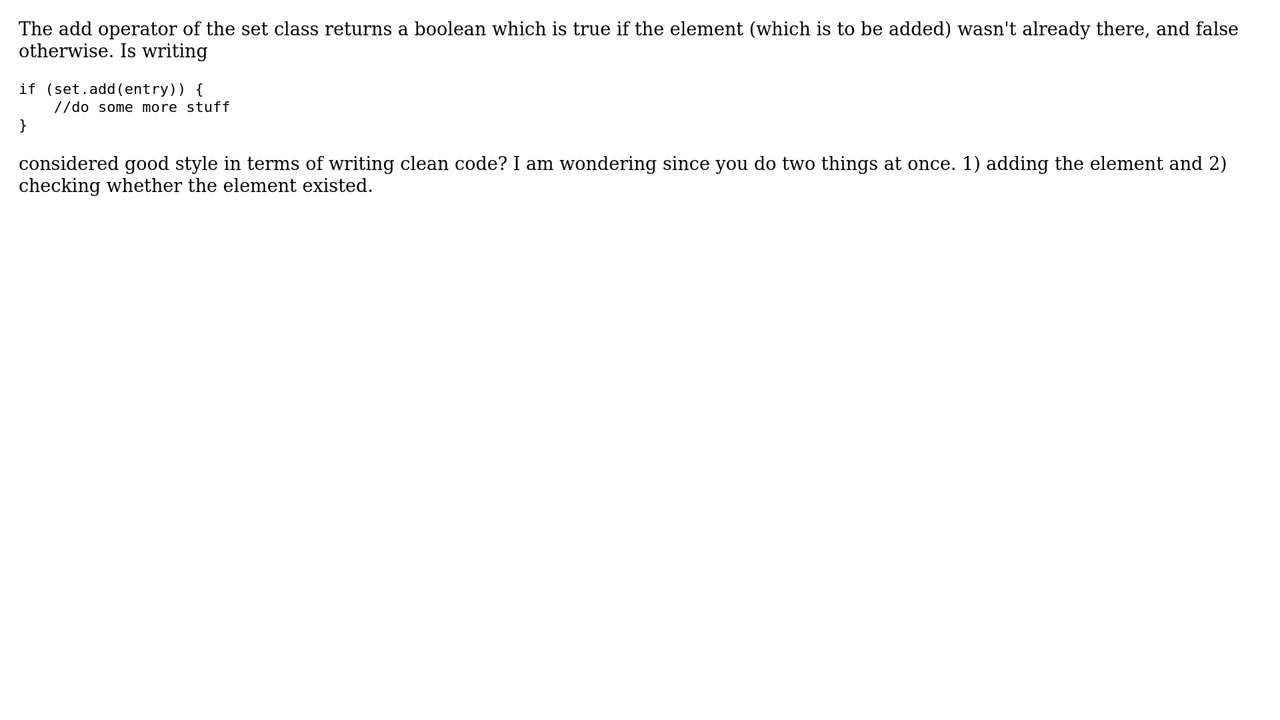 The add operator of the set class returns a boolean which is true if the element (which is to be added) wasn't already there, and false
otherwise. Is writing
if (set.add(entry)) {
    //do some more stuff
}
considered good style in terms of writing clean code? I am wondering since you do two things at once. 1) adding the element and 2)
checking whether the element existed.